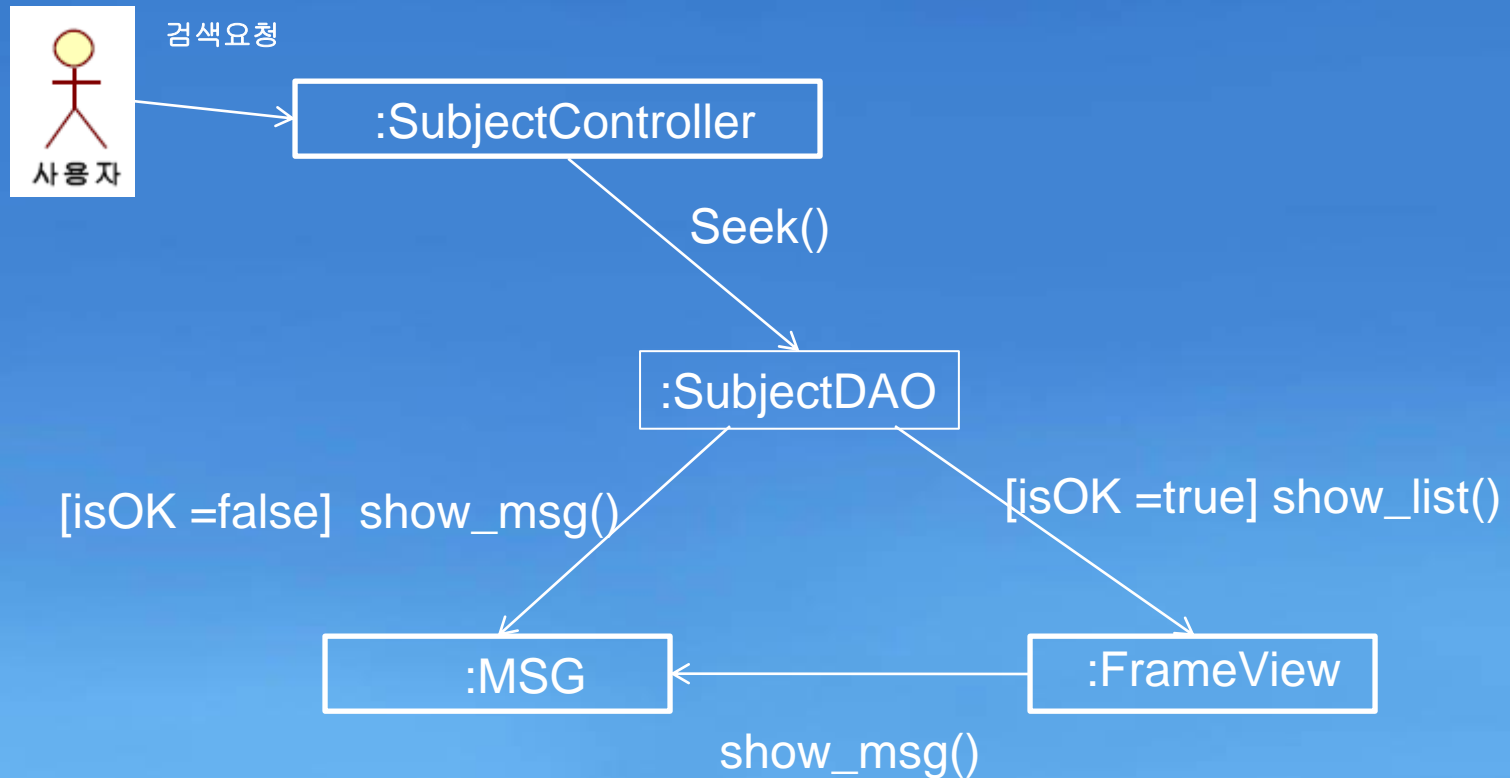 검색요청
사용자
:SubjectController
Seek()
:SubjectDAO
[isOK =false]  show_msg()
[isOK =true] show_list()
:MSG
:FrameView
show_msg()